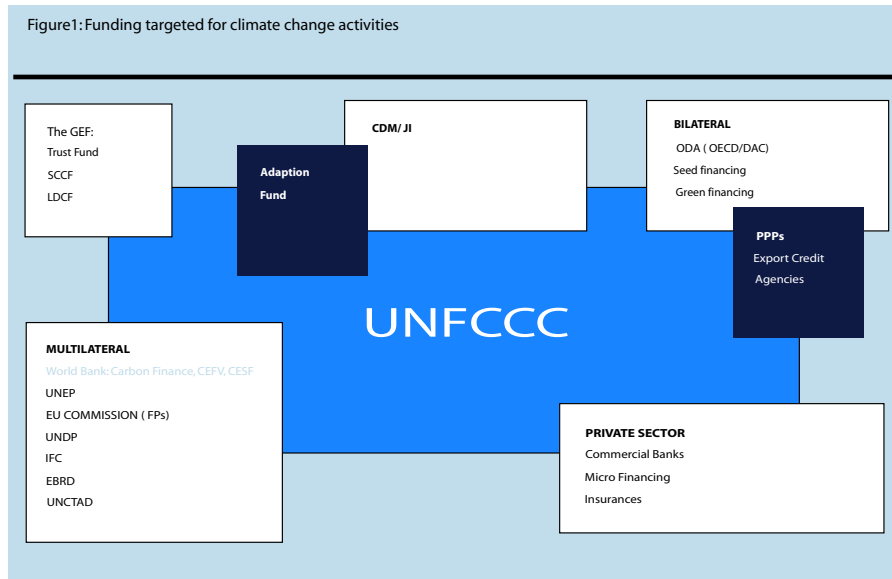 Figure1: Funding targeted for climate change activities
The GEF:
Trust Fund
SCCF
LDCF
Adaption
Fund
CDM/ JI
BILATERAL
ODA ( OECD/DAC)
Seed financing
Green financing
PPPs
Export Credit
Agencies
UNFCCC
MULTILATERAL
World Bank: Carbon Finance, CEFV, CESF
UNEP
EU COMMISSION ( FPs)
UNDP
IFC
EBRD
UNCTAD
PRIVATE SECTOR
Commercial Banks
Micro Financing
Insurances